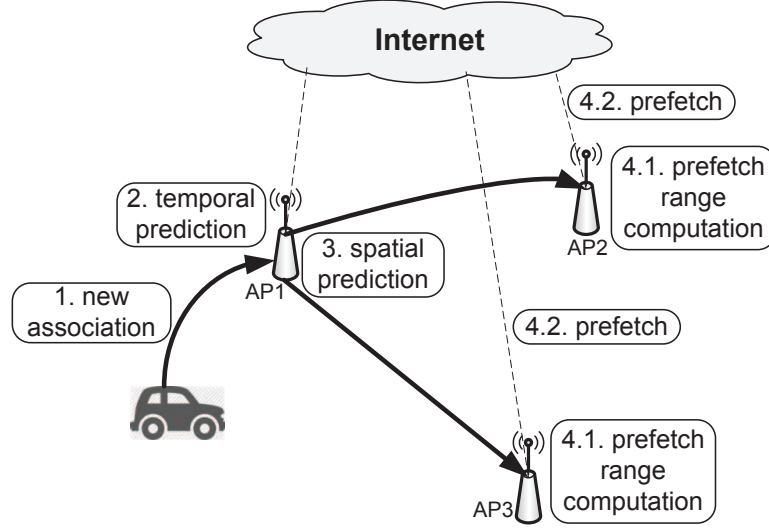 Internet
4.2. prefetch
2. temporal
prediction
4.1. prefetch
range
computation
AP2
3. spatial
prediction
AP1
1. new
association
4.2. prefetch
4.1. prefetch
range
computation
AP3